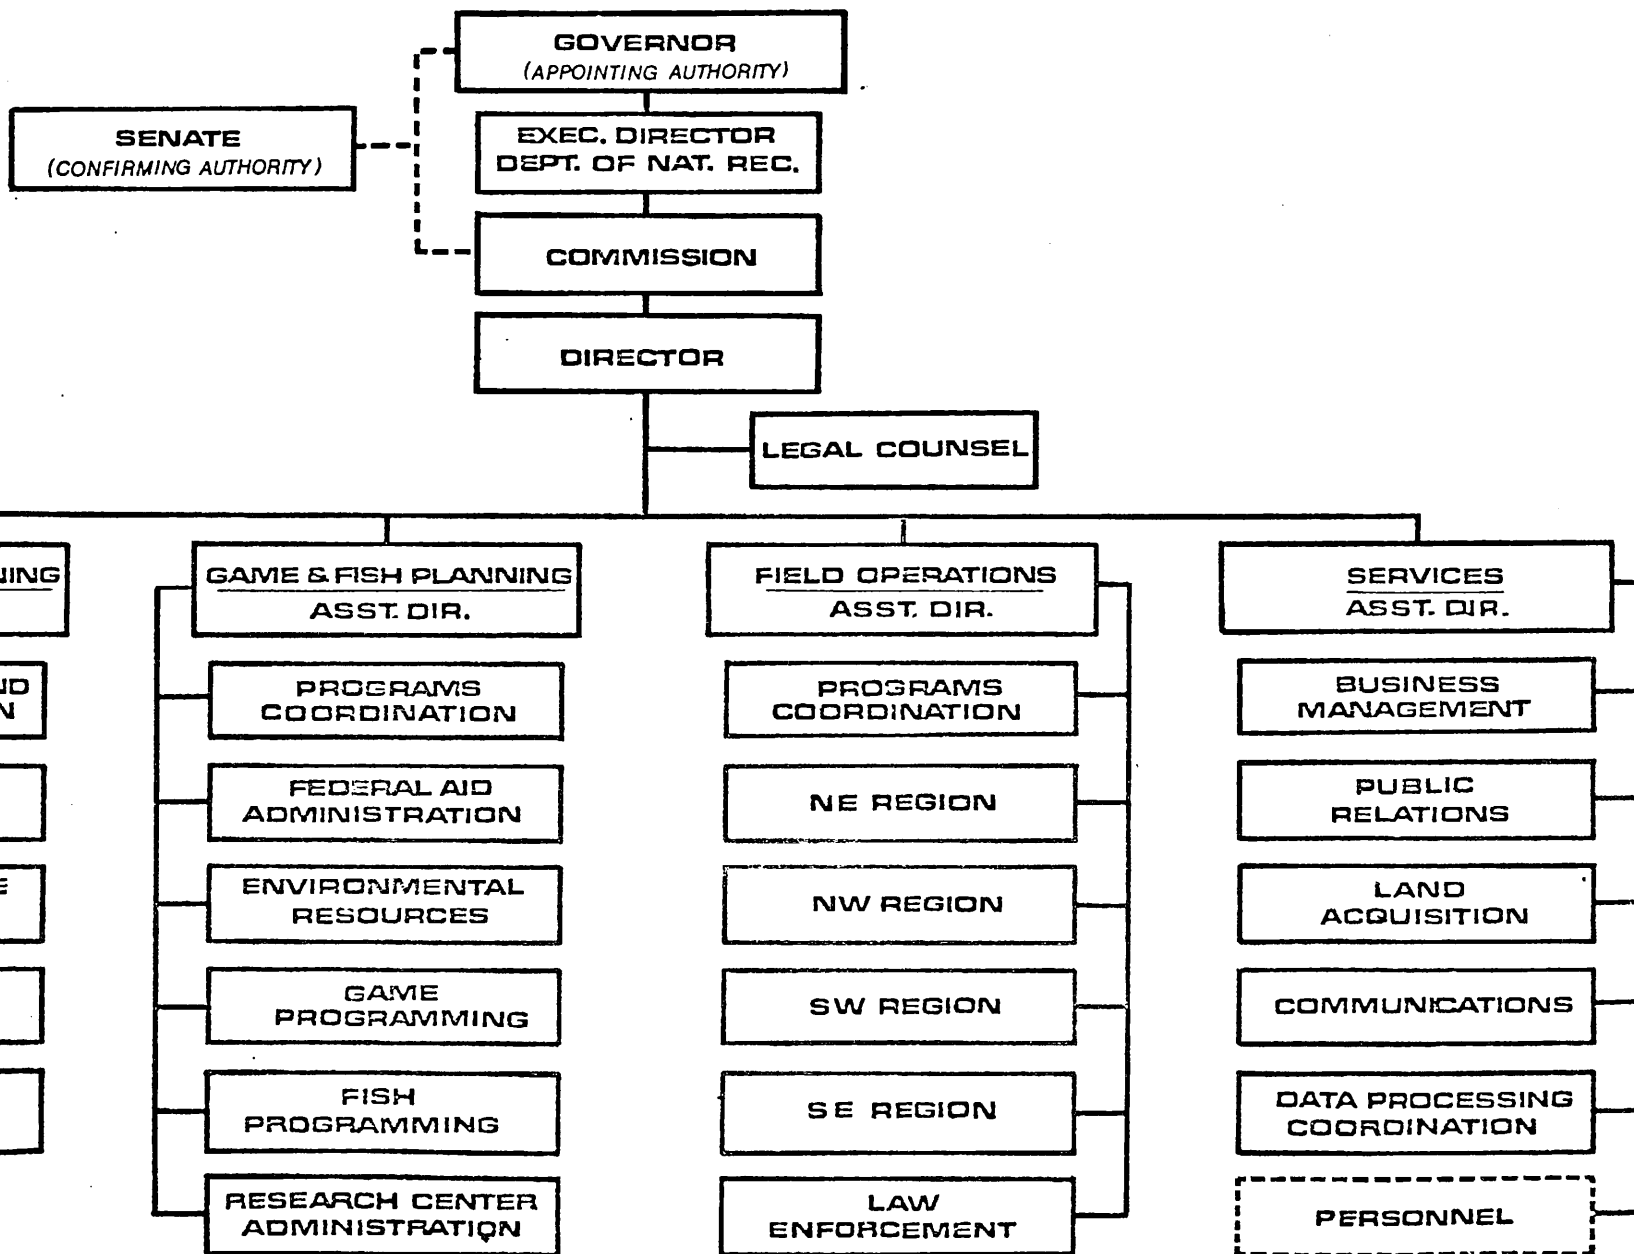 GOVERNOR
(APPOINTING AUTHORITY)
SENATE
(CONFIRMING AUTHORITY)
EXEC. DIRECTOR
DEPT. OF NAT. REC.
COMMISSION
DIRECTOR
LEGAL COUNSEL
NING
GAME & FISH PLANNING
ASST. DIR.
PROGRAMS
COORDINATION
FEDERAL AID
ADMINISTRATION
ENVIRONMENTAL
RESOURCES
GAME
PROGRAMMING
FISH
PROGRAMMING
RESEARCH CENTER
ADMINISTRATION
FIELD OPERATIONS
ASST. DIR.
PROGRAMS
COORDINATION
NE REGION
NW REGION
SW REGION
SE REGION
LAW
ENFORCEMENT
SERVICES
ASST. DIR.
BUSINESS
MANAGEMENT
PUBLIC
RELATIONS
LAND
ACQUISITION
COMMUNICATIONS
DATA PROCESSING
COORDINATION
PERSONNEL